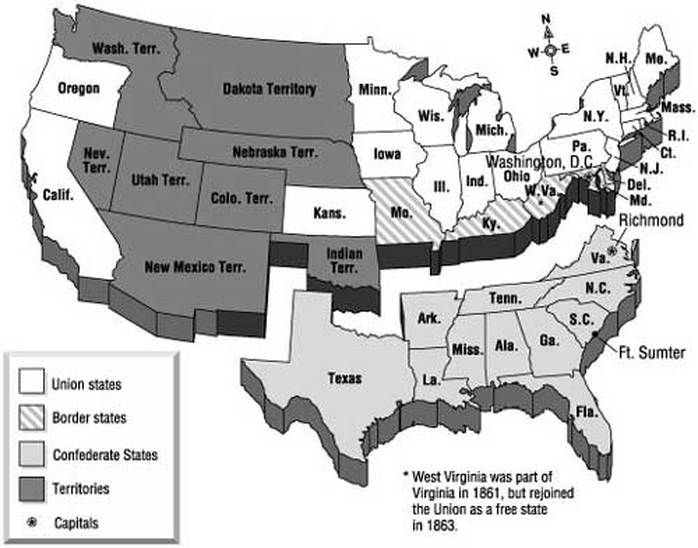 N
W E
S
Wash. Terr.
Oregon
Dakota Territory
Minn.
Wis.
Mich.
N.H.
Me.
Vt.
Mass.
N.Y.
R.I.
Ct.
Pa.
N.J.
Nev.
Terr.
Nebraska Terr.
Iowa
Ill.
Ind.
Ohio
Washington, D.C.
Del.
Md.
Calif.
Utah Terr.
Colo. Terr.
Kans.
Mo.
W.Va.
*
Ky.
Richmond
Va.
New Mexico Terr.
Indian
Terr.
N.C.
Tenn.
Ark.
S.C.
Ft. Sumter
Miss.
Ala.
Ga.
Texas
La.
Fla.
Union states
Border states
Confederate States
Territories
Capitals
* West Virginia was part of
Virginia in 1861, but rejoined
the Union as a free state
in 1863.